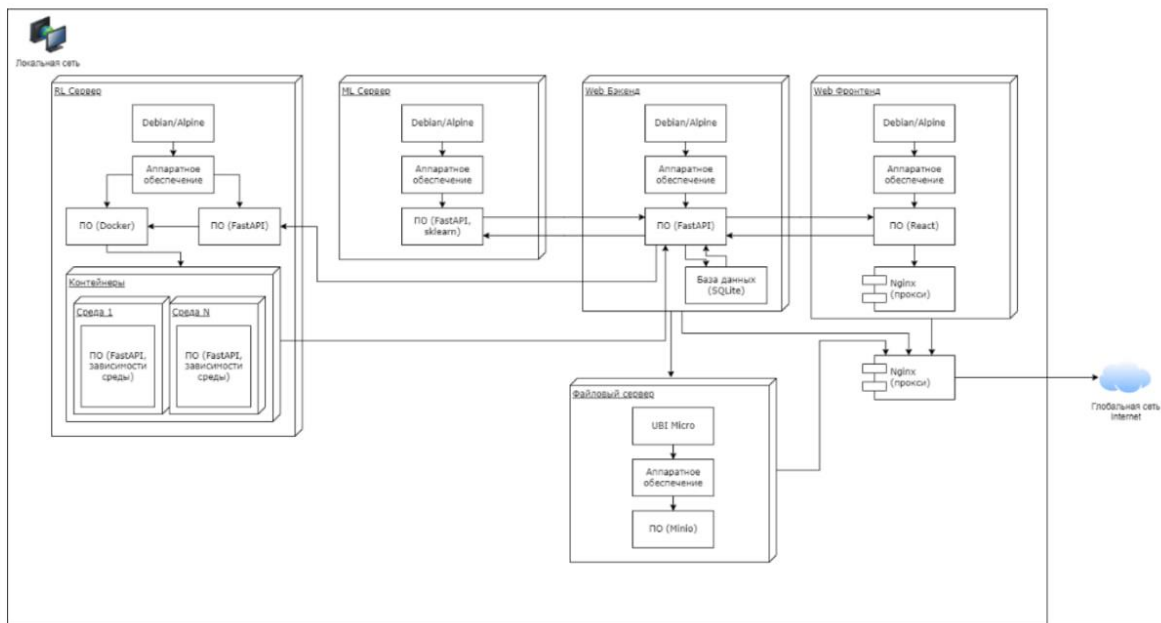 Локальная сеть
RL Сервер
Debian/Alpine
Аппаратное
обеспечение
ПО (Docker)
ПО (FastAPI)
Контейнеры
Среда 1
ПО (FastAPI,
зависимости
среды)
Среда N
ПО (FastAPI,
зависимости
среды)
ML Сервер
Debian/Alpine
Аппаратное
обеспечение
ПО (FastAPI,
sklearn)
Web Бэкенд
Debian/Alpine
Аппаратное
обеспечение
ПО (FastAPI)
База данных
(SQLite)
Web Фронтенд
Debian/Alpine
Аппаратное
обеспечение
ПО (React)
Nginx
(прокси)
Nginx
(прокси)
Файловый сервер
UBI Micro
Аппаратное
обеспечение
ПО (Minio)
Глобальная сеть
Internet